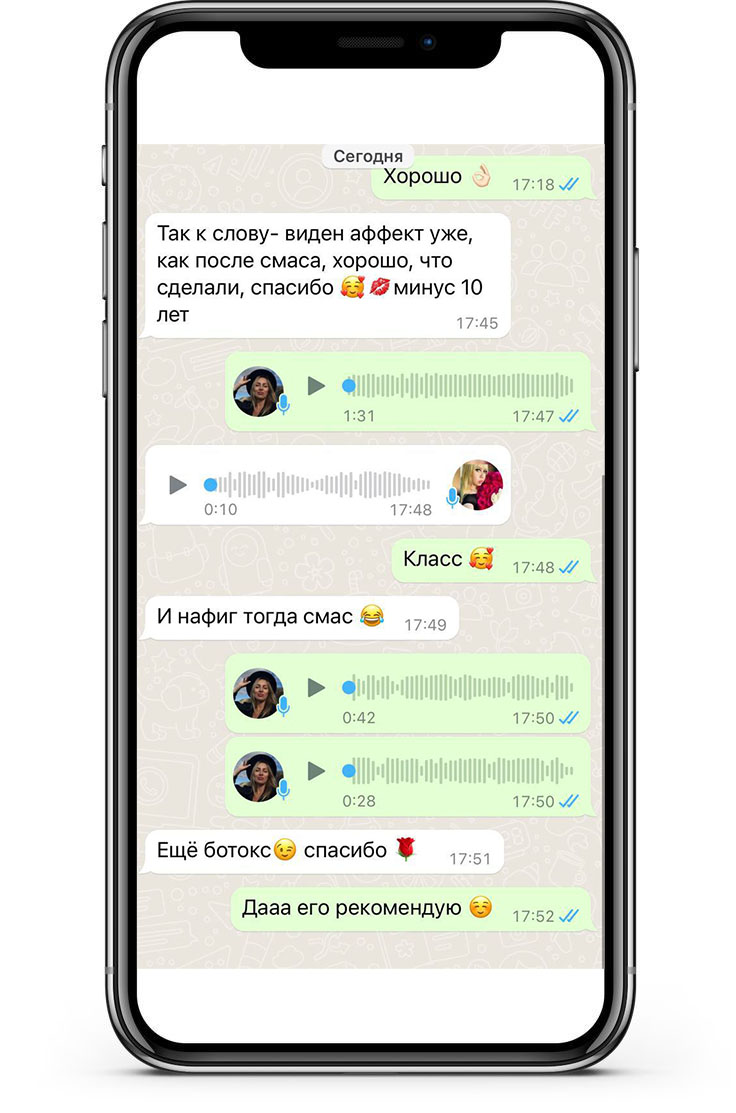 Сегодня
Хорошо 👌🏻 17:18
Так к слову- виден аффект уже,
как после смаса, хорошо, что
сделали, спасибо 🥰 💋 минус 10
лет
17:45
1:31 17:47
0:10 17:48
Класс 🥰 17:48
И нафиг тогда смас 😂 17:49
0:42 17:50
0:28 17:50
Ещё ботокс😉 спасибо 🌹 17:51
Дааа его рекомендую ☺️ 17:52